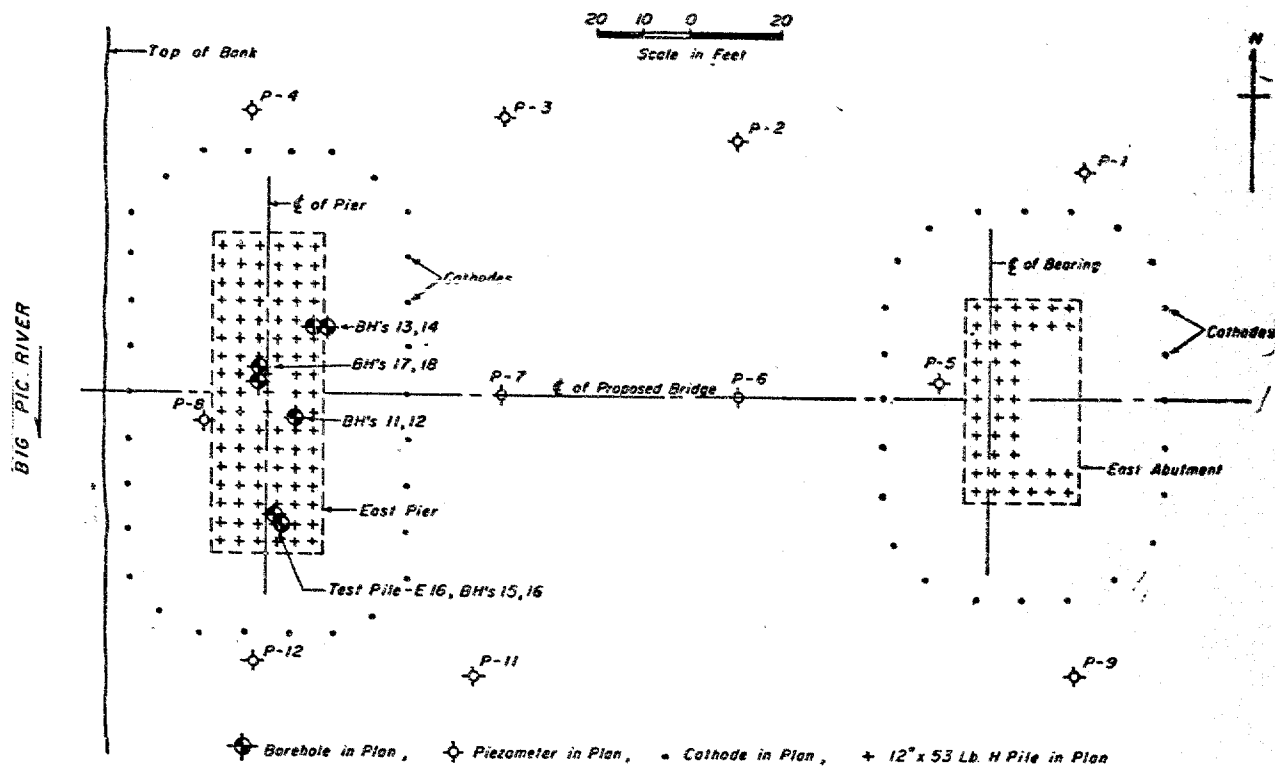 20 10 0 20
Scale in Feet
N
Top of Bank
P-4
P-3
P-2
P-1
℄ of Pier
℄ of Bearing
Cathodes
Cathodes
BH's 13,14
BH's 17,18
P-5
P-7
℄ of Proposed Bridge
P-6
P-8
BH's 11,12
BIG PIC RIVER
East Abutment
East Pier
Test Pile-E16, BH's 15,16
P-12
P-11
P-9
Borehole in Plan, Piezometer in Plan, Cathode in Plan, + 12" x 53 Lb. H Pile in Plan